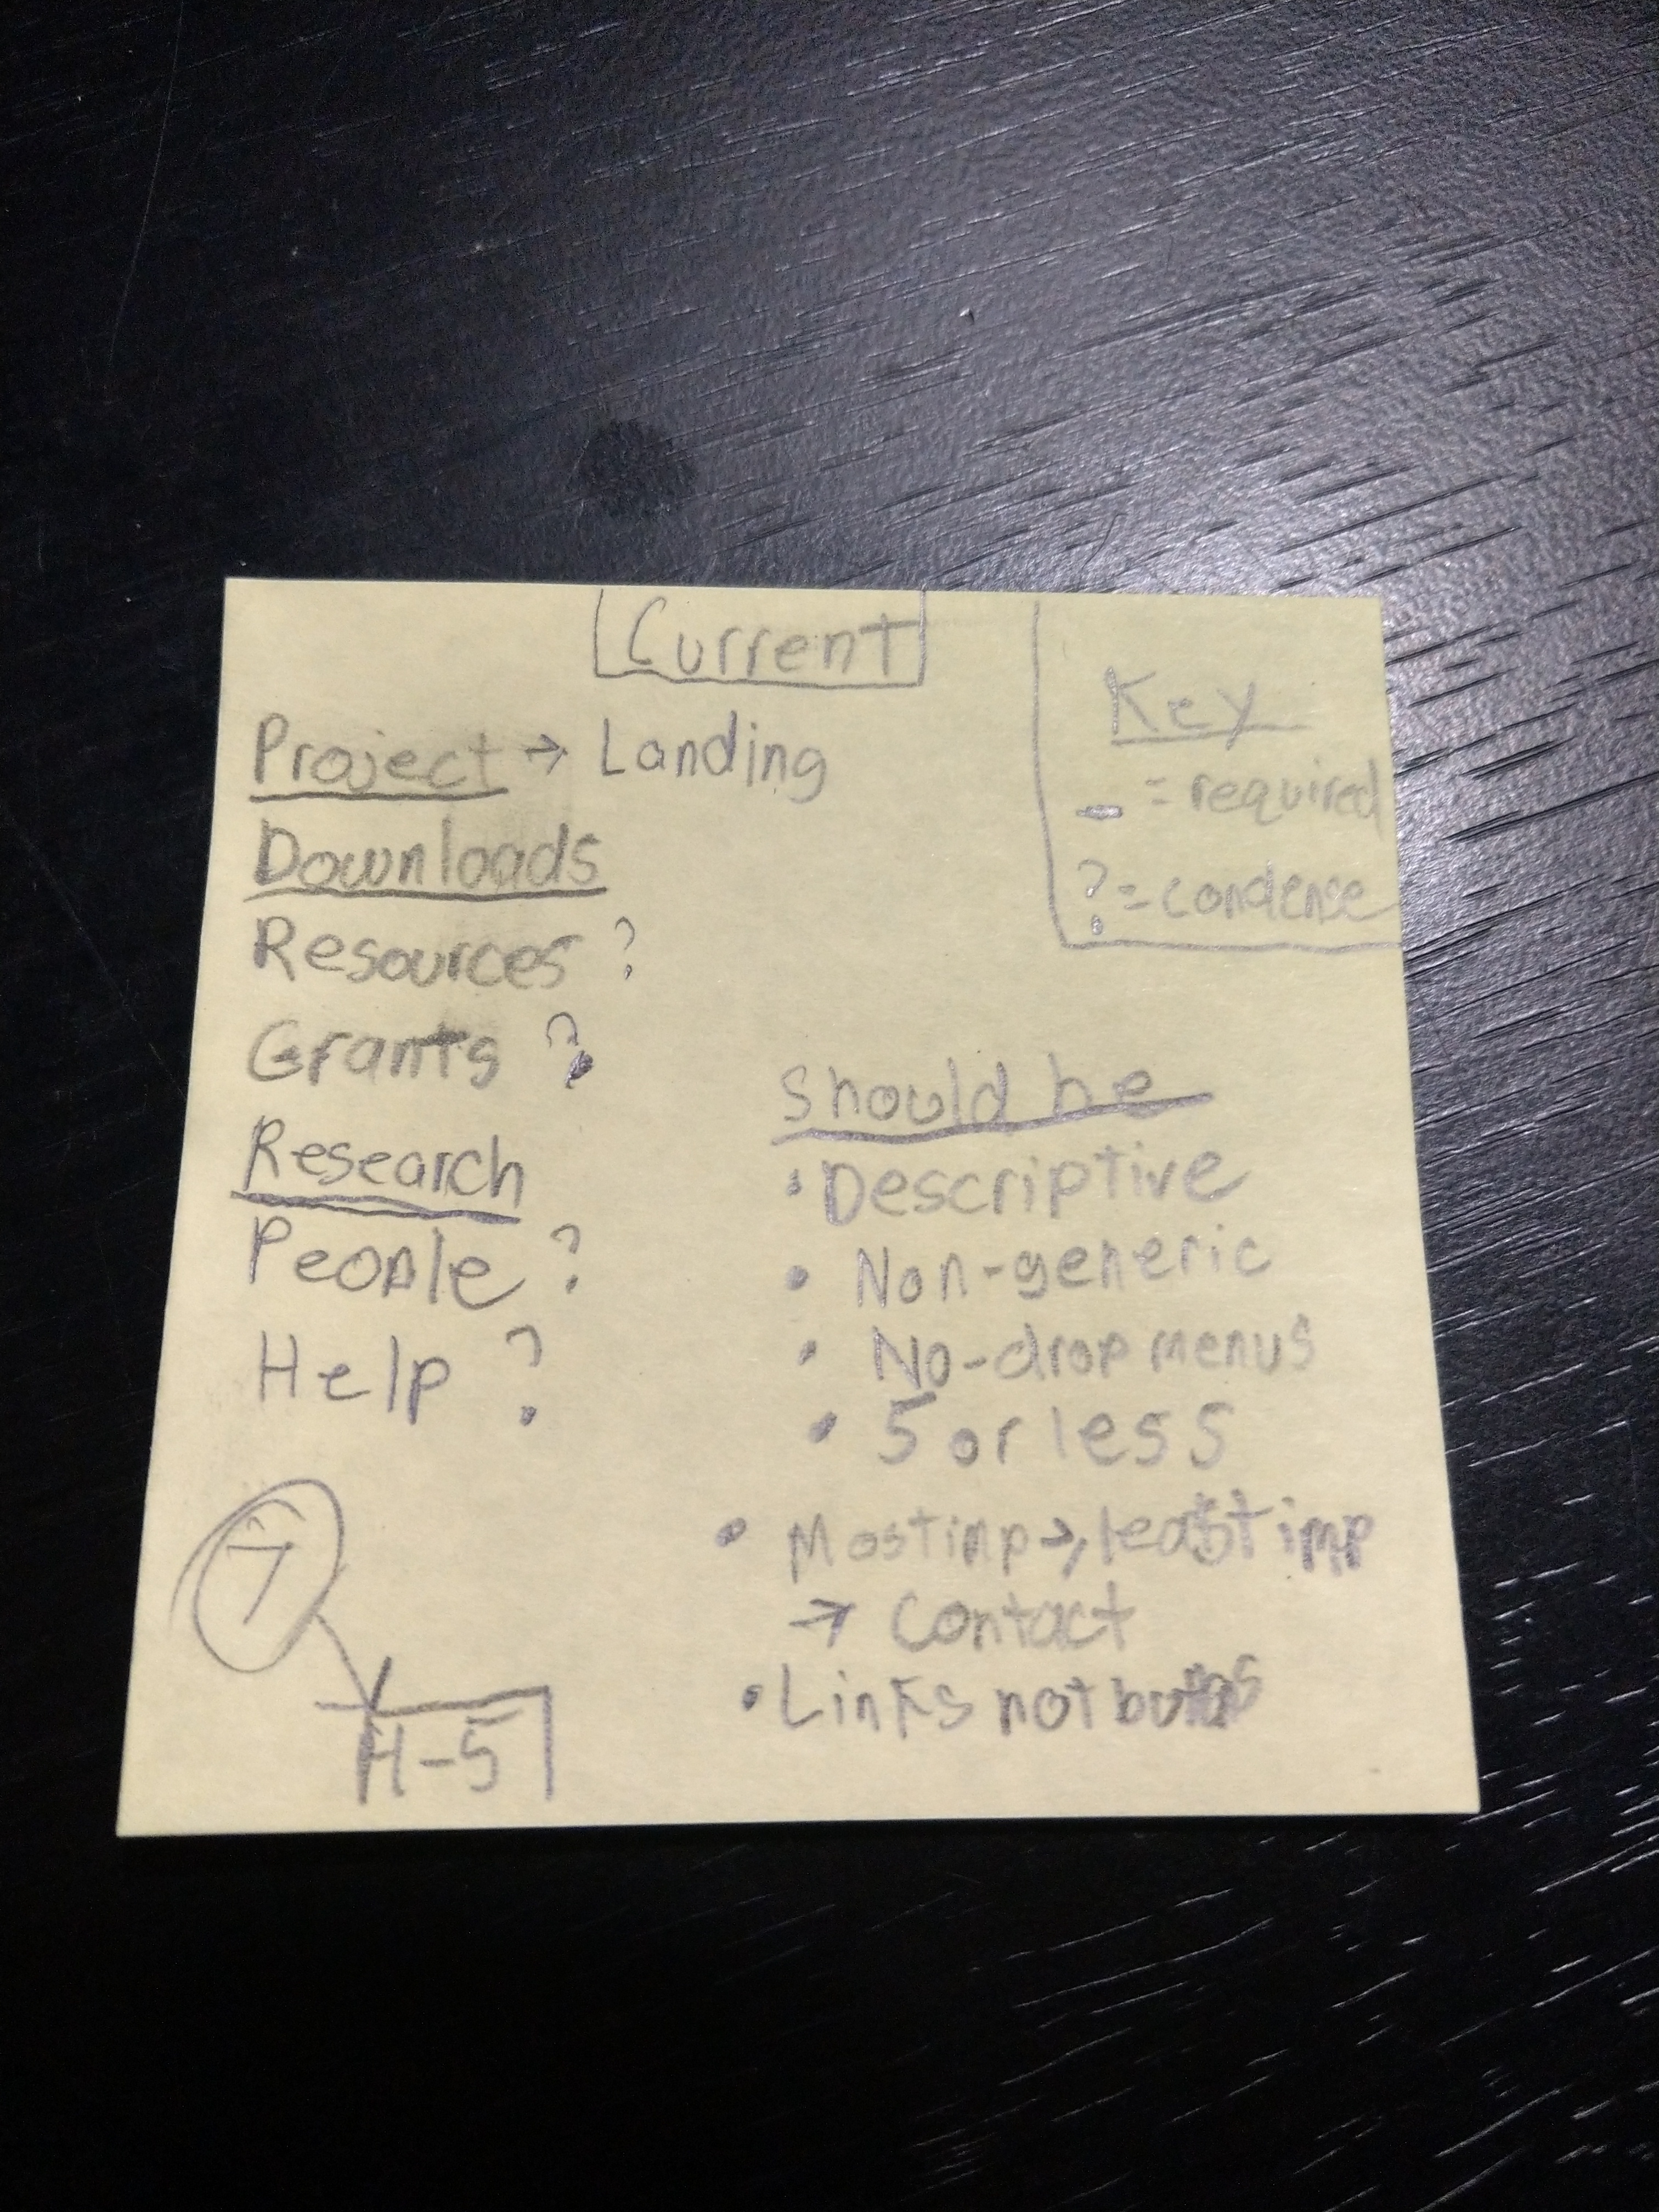 Current
Project → Landing
Downloads
Resources ?
Grants ?
Research
People ?
Help ?
7
4-5
Key
_ = required
? = condense
Should be
• Descriptive
• Non-generic
• No-drop menus
• 5 or less
• Most imp → least imp
→ Contact
• Links not